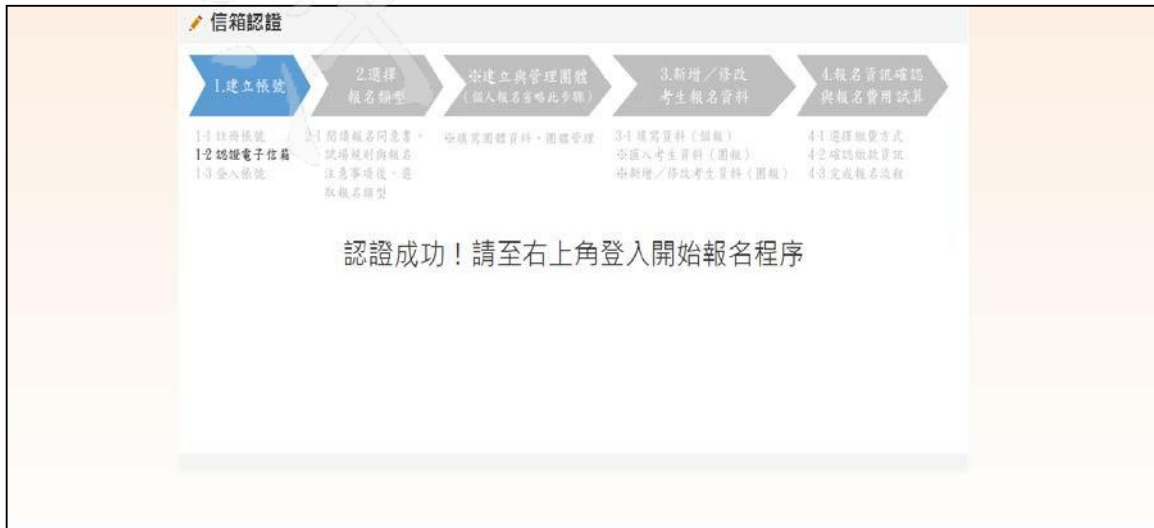 信箱認證
1.建立帳號
2.選擇
報名類型
※建立與管理團體
(個人報名省略此步驟)
3.新增／修改
考生報名資料
4.報名資訊確認
與報名費用試算
1-1 註冊帳號
1-2 認證電子信箱
1-3 登入帳號
2-1 閱讀報名同意書、
試場規則與報名
注意事項後，選
取報名類型
※填寫團體資料、團體管理
3-1 填寫資料（個報）
※匯入考生資料（團報）
※新增／修改考生資料（團報）
4-1 選擇繳費方式
4-2 確認繳款資訊
4-3 完成報名流程
認證成功！請至右上角登入開始報名程序